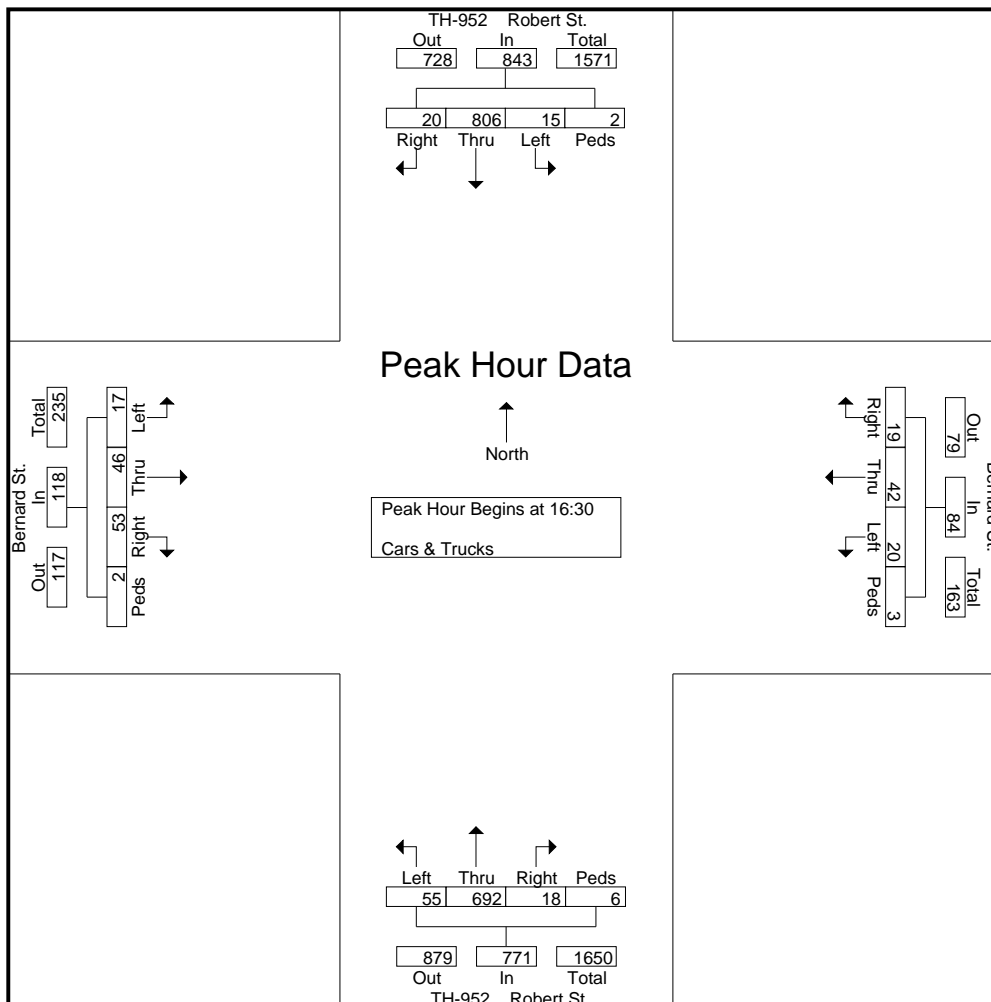 TH-952 Robert St.
Out In Total
728 843 1571
20 806 15 2
Right Thru Left Peds
Peak Hour Data
North
Peak Hour Begins at 16:30
Cars & Trucks
Bernard St.
Out In Total
117 118 235
2 53 46 17
Peds Right Thru Left
Bernard St.
Out In Total
79 84 163
19 42 20 3
Right Thru Left Peds
Left Thru Right Peds
55 692 18 6
879 771 1650
Out In Total
TH-952 Robert St.